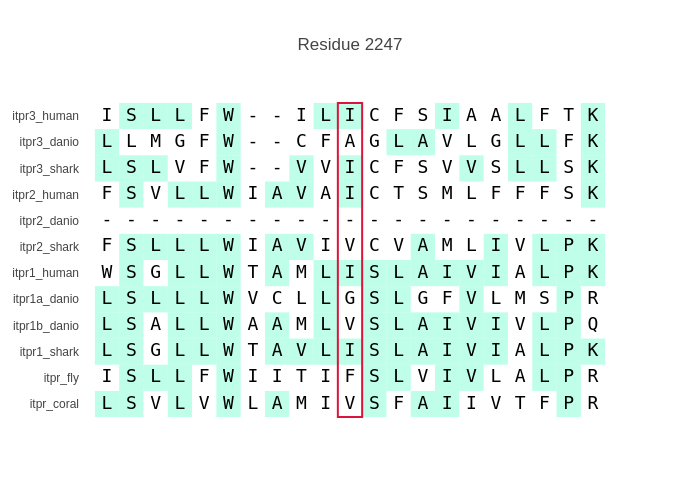 Residue 2247
itpr3_human I S L L F W - - I L I C F S I A A L F T K
itpr3_danio L L M G F W - - C F A G L A V L G L L F K
itpr3_shark L S L V F W - - V V I C F S V V S L L S K
itpr2_human F S V L L W I A V A I C T S M L F F F S K
itpr2_danio - - - - - - - - - - - - - - - - - - - - -
itpr2_shark F S L L L W I A V I V C V A M L I V L P K
itpr1_human W S G L L W T A M L I S L A I V I A L P K
itpr1a_danio L S L L L W V C L L G S L G F V L M S P R
itpr1b_danio L S A L L W A A M L V S L A I V I V L P Q
itpr1_shark L S G L L W T A V L I S L A I V I A L P K
itpr_fly I S L L F W I I T I F S L V I V L A L P R
itpr_coral L S V L V W L A M I V S F A I I V T F P R